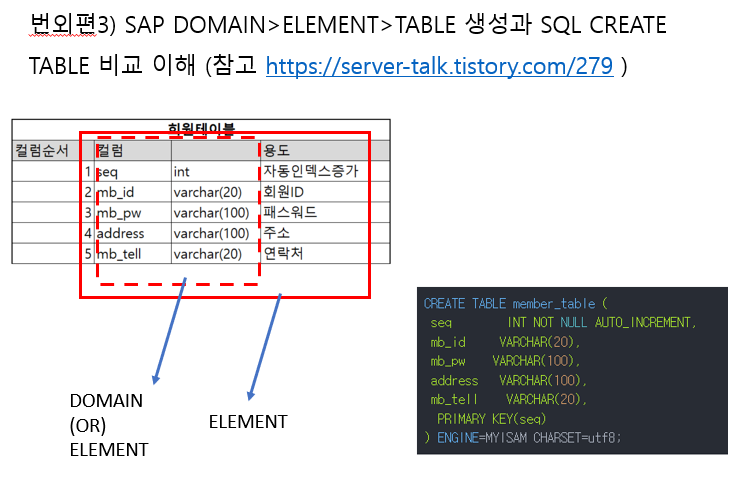 번외편3) SAP DOMAIN>ELEMENT>TABLE 생성과 SQL CREATE
TABLE 비교 이해 (참고 https://server-talk.tistory.com/279 )
회원테이블
컬럼순서 컬럼 용도
1 seq int 자동인덱스증가
2 mb_id varchar(20) 회원ID
3 mb_pw varchar(100) 패스워드
4 address varchar(100) 주소
5 mb_tell varchar(20) 연락처
DOMAIN
(OR)
ELEMENT
ELEMENT
CREATE TABLE member_table (
seq INT NOT NULL AUTO_INCREMENT,
mb_id VARCHAR(20),
mb_pw VARCHAR(100),
address VARCHAR(100),
mb_tell VARCHAR(20),
PRIMARY KEY(seq)
) ENGINE=MYISAM CHARSET=utf8;